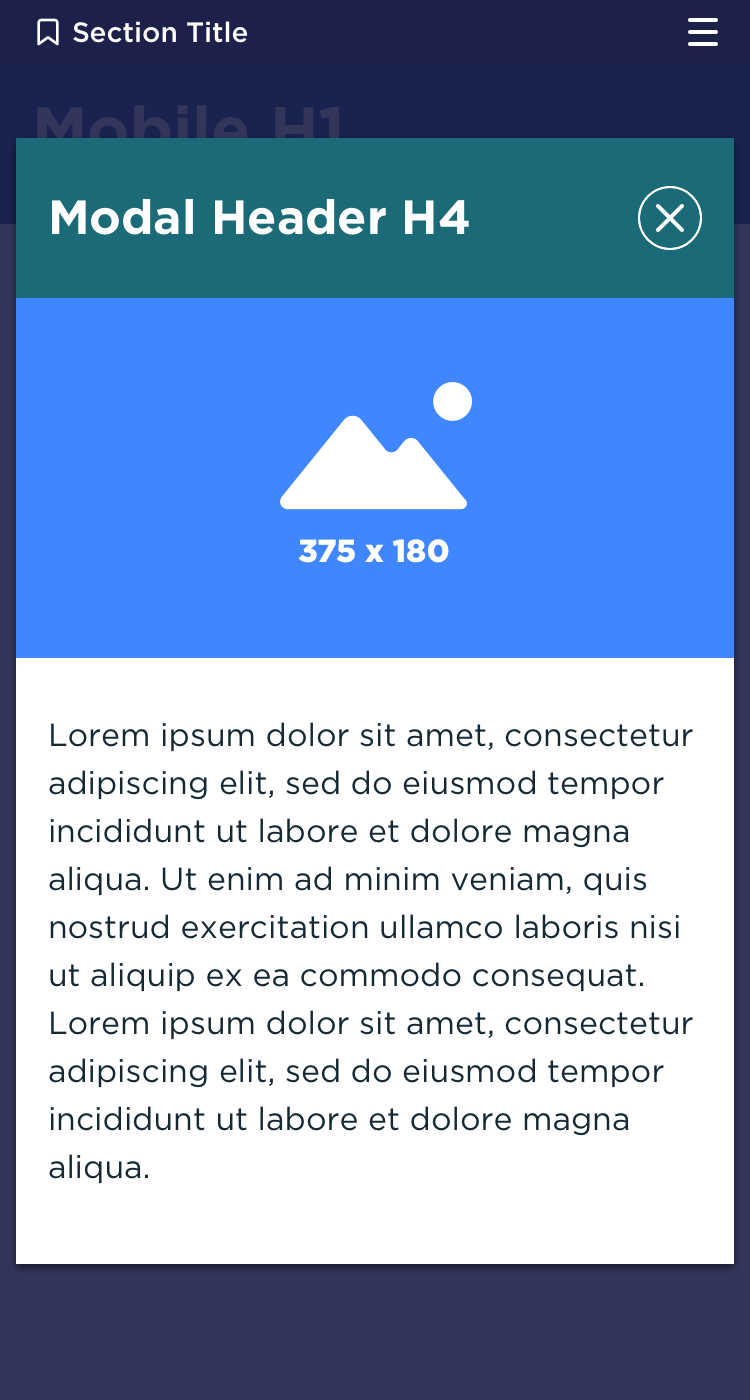 Section Title
Mobile H1
Modal Header H4
375 x 180
Lorem ipsum dolor sit amet, consectetur
adipiscing elit, sed do eiusmod tempor
incididunt ut labore et dolore magna
aliqua. Ut enim ad minim veniam, quis
nostrud exercitation ullamco laboris nisi
ut aliquip ex ea commodo consequat.
Lorem ipsum dolor sit amet, consectetur
adipiscing elit, sed do eiusmod tempor
incididunt ut labore et dolore magna
aliqua.